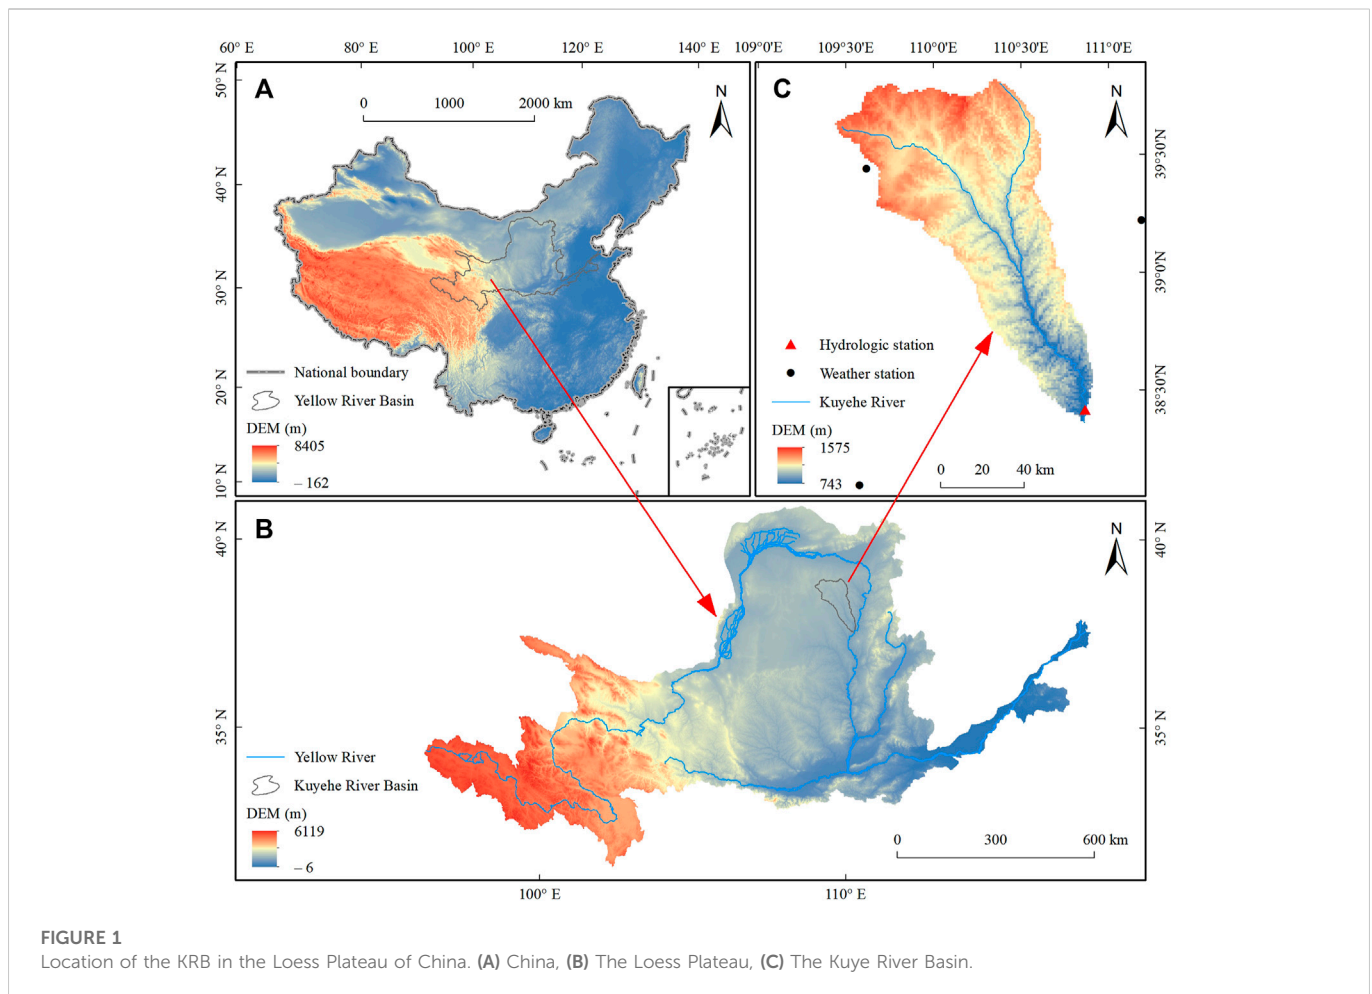 60° E 80° E 100° E 120° E 140° E 109°0'E 109°30'E 110°0'E 110°30'E 111°0'E
50° N
40° N
30° N
20° N
10° N
A
0 1000 2000 km
N
National boundary
Yellow River Basin
DEM (m)
8405
– 162
C
N
39°30'N
39°0'N
38°30'N
Hydrologic station
Weather station
Kuyehe River
DEM (m)
1575
743
0 20 40 km
B
N
40° N
35° N
40° N
35° N
Yellow River
Kuyehe River Basin
DEM (m)
6119
– 6
0 300 600 km
100° E 110° E
FIGURE 1
Location of the KRB in the Loess Plateau of China. (A) China, (B) The Loess Plateau, (C) The Kuye River Basin.